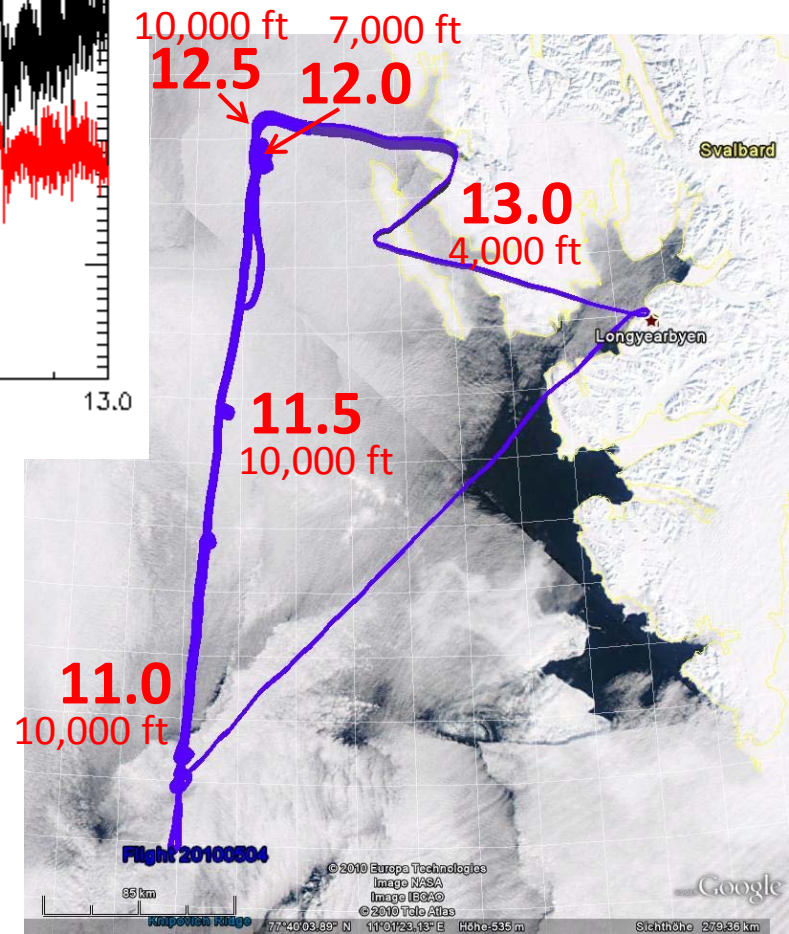 10,000 ft
7,000 ft
12.5
12.0
Svalbard
13.0
4,000 ft
Longyearbyen
13.0
11.5
10,000 ft
11.0
10,000 ft
Flight 20100504
© 2010 Europa Technologies
Image NASA
Image IBCAO
© 2010 Tele Atlas
85 km
Google
Knipovich Ridge
77°40'03.89" N 11°01'23.13" E Höhe-535 m
Sichthöhe 279.36 km